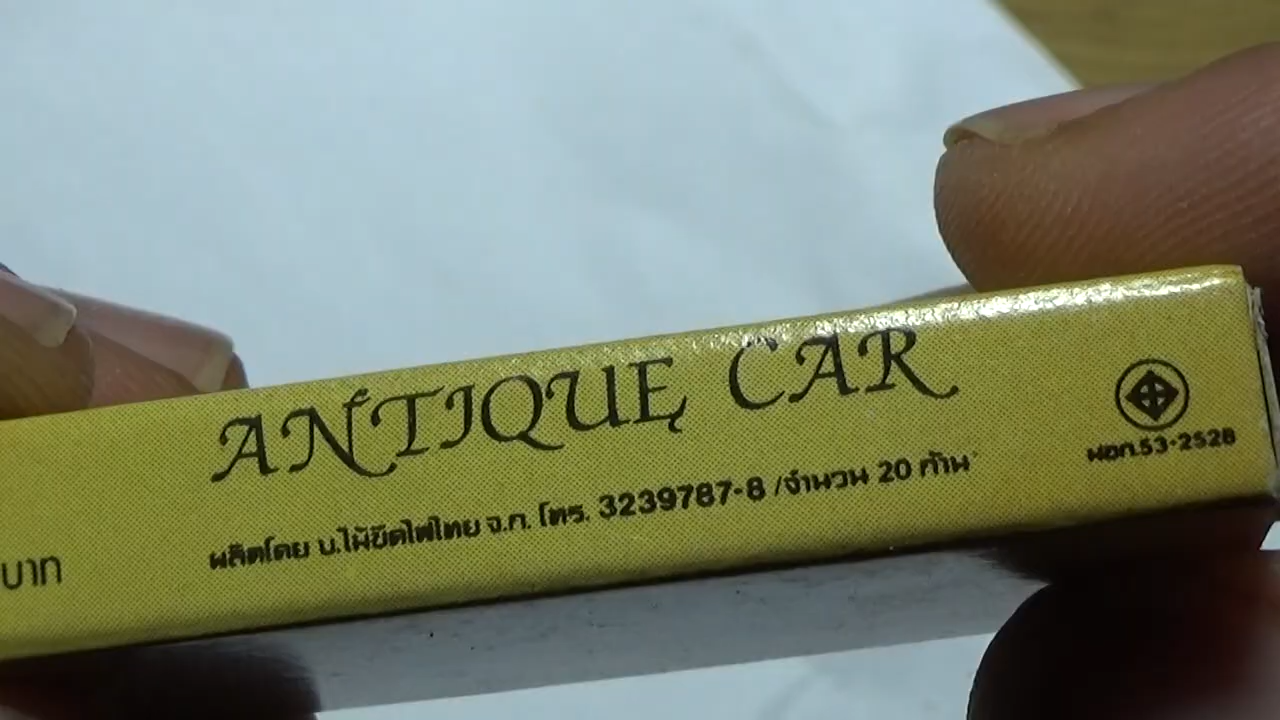 ANTIQUE CAR
มอก.53-2528
ผลิตโดย บ.ไม้ขีดไฟไทย จ.ก. โทร. 3239787-8 /จำนวน 20 ก้าน
บาท